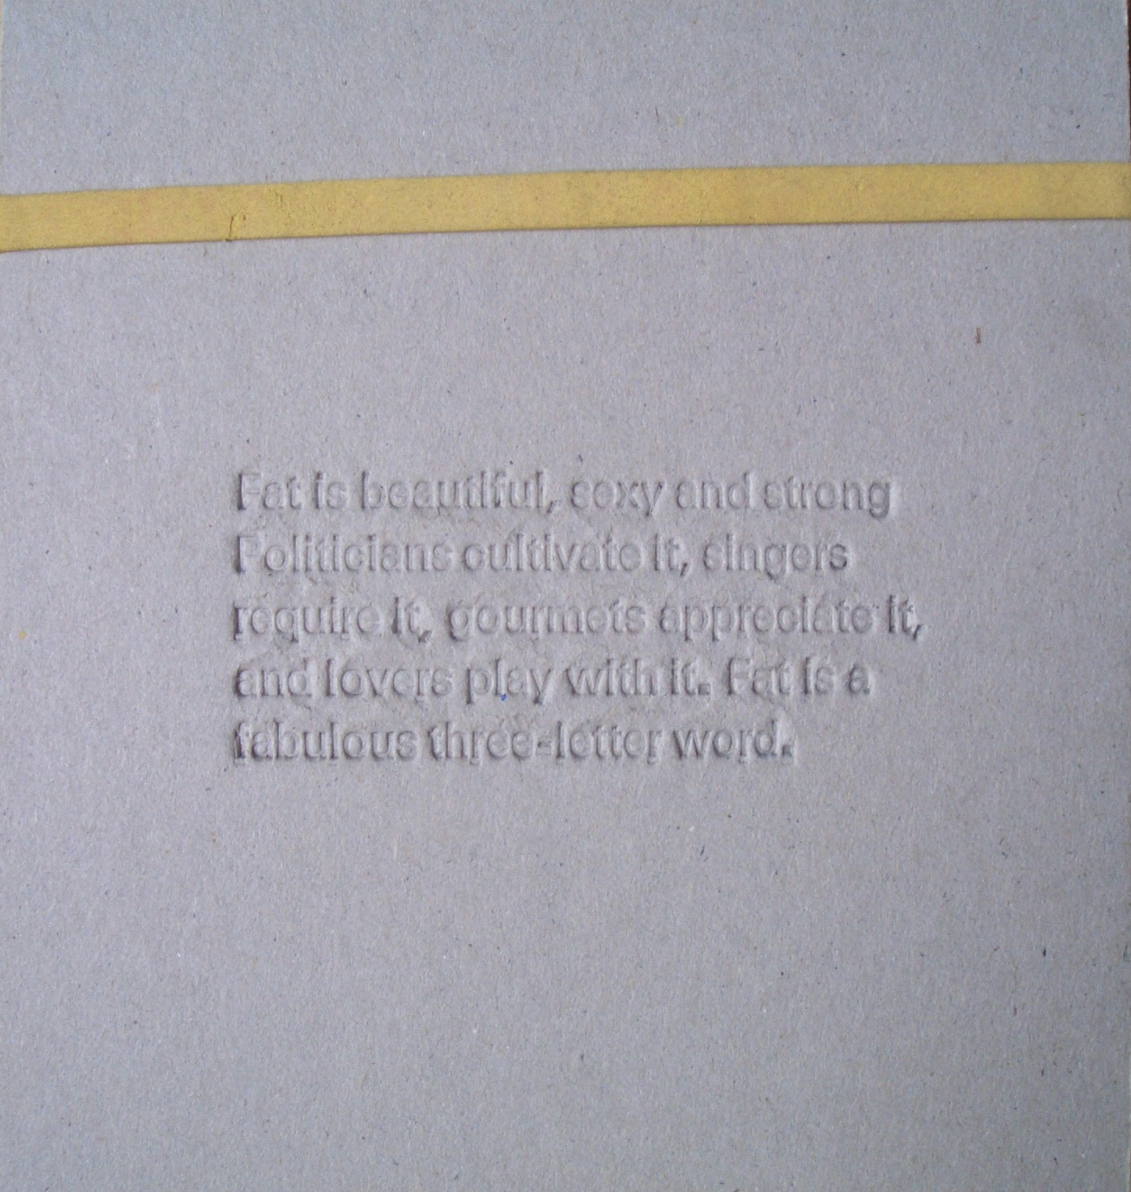 Fat is beautiful, sexy and strong
Politicians cultivate it, singers
require it, gourmets appreciate it,
and lovers play with it. Fat is a
fabulous three-letter word.